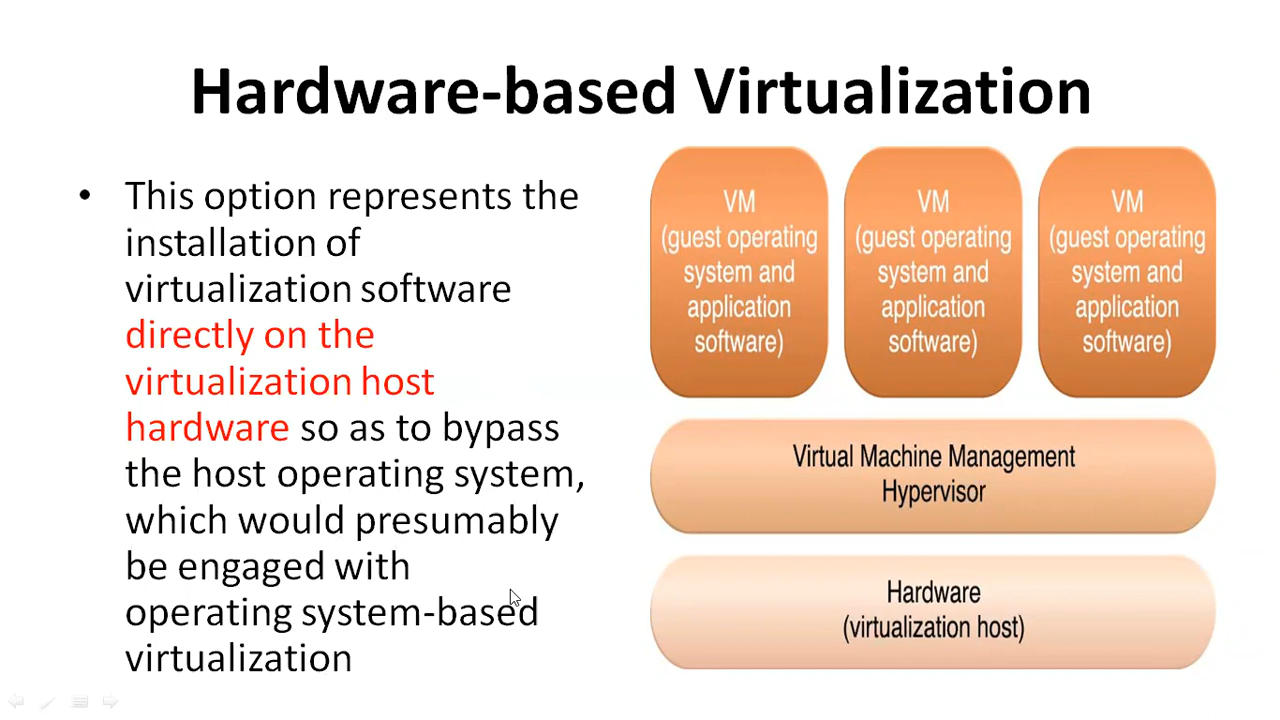 Hardware-based Virtualization
• This option represents the
installation of
virtualization software
directly on the
virtualization host
hardware so as to bypass
the host operating system,
which would presumably
be engaged with
operating system-based
virtualization
VM
(guest operating
system and
application
software)
VM
(guest operating
system and
application
software)
VM
(guest operating
system and
application
software)
Virtual Machine Management
Hypervisor
Hardware
(virtualization host)